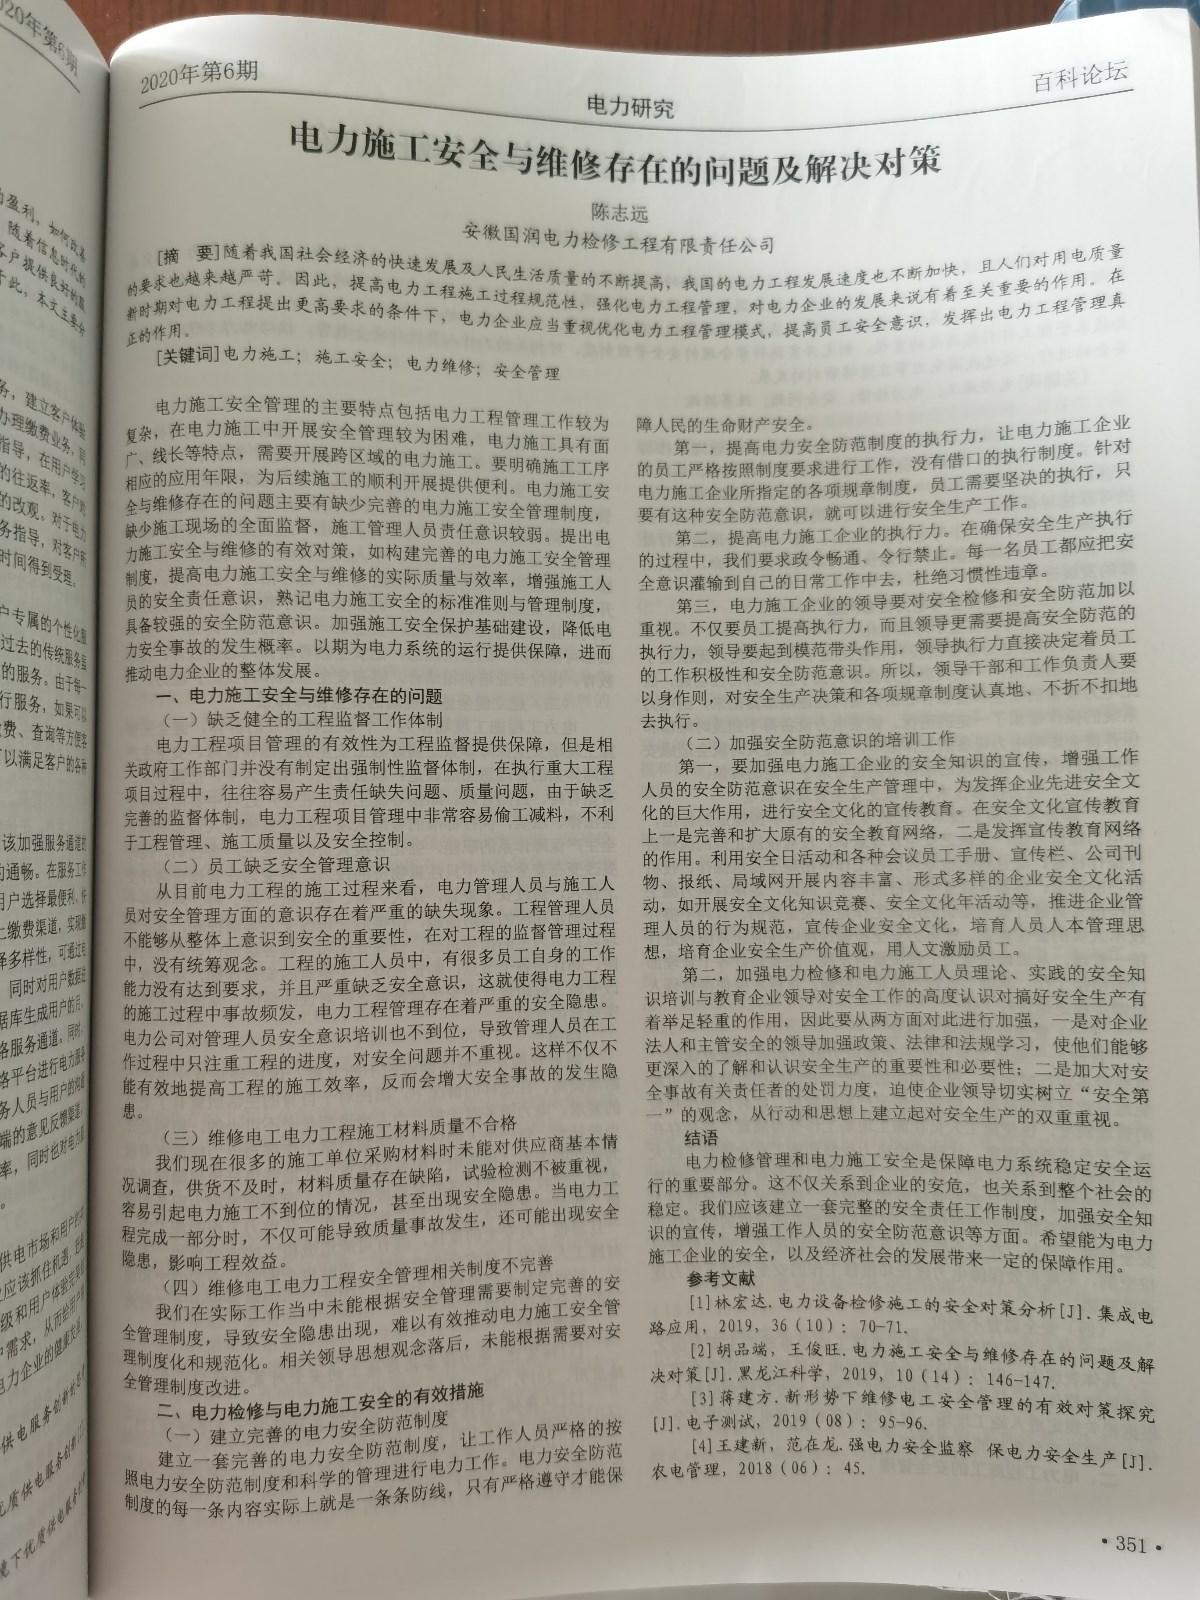 2020年第6期
百科论坛
电力研究
电力施工安全与维修存在的问题及解决对策
陈志远
安徽国润电力检修工程有限责任公司
[摘　要]随着我国社会经济的快速发展及人民生活质量的不断提高，我国的电力工程发展速度也不断加快，且人们对用电质量
的要求也越来越严苛。因此，提高电力工程施工过程规范性，强化电力工程管理，对电力企业的发展来说有着至关重要的作用。在
新时期对电力工程提出更高要求的条件下，电力企业应当重视优化电力工程管理模式，提高员工安全意识，发挥出电力工程管理真
正的作用。
[关键词]电力施工；施工安全；电力维修；安全管理
电力施工安全管理的主要特点包括电力工程管理工作较为
复杂，在电力施工中开展安全管理较为困难，电力施工具有面
广、线长等特点，需要开展跨区域的电力施工。要明确施工工序
相应的应用年限，为后续施工的顺利开展提供便利。电力施工安
全与维修存在的问题主要有缺少完善的电力施工安全管理制度，
缺少施工现场的全面监督，施工管理人员责任意识较弱。提出电
力施工安全与维修的有效对策，如构建完善的电力施工安全管理
制度，提高电力施工安全与维修的实际质量与效率，增强施工人
员的安全责任意识，熟记电力施工安全的标准准则与管理制度，
具备较强的安全防范意识。加强施工安全保护基础建设，降低电
力安全事故的发生概率。以期为电力系统的运行提供保障，进而
推动电力企业的整体发展。
一、电力施工安全与维修存在的问题
（一）缺乏健全的工程监督工作体制
电力工程项目管理的有效性为工程监督提供保障，但是相
关政府工作部门并没有制定出强制性监督体制，在执行重大工程
项目过程中，往往容易产生责任缺失问题、质量问题，由于缺乏
完善的监督体制，电力工程项目管理中非常容易偷工减料，不利
于工程管理、施工质量以及安全控制。
（二）员工缺乏安全管理意识
从目前电力工程的施工过程来看，电力管理人员与施工人
员对安全管理方面的意识存在着严重的缺失现象。工程管理人员
不能够从整体上意识到安全的重要性，在对工程的监督管理过程
中，没有统筹观念。工程的施工人员中，有很多员工自身的工作
能力没有达到要求，并且严重缺乏安全意识，这就使得电力工程
的施工过程中事故频发，电力工程管理存在着严重的安全隐患。
电力公司对管理人员安全意识培训也不到位，导致管理人员在工
作过程中只注重工程的进度，对安全问题并不重视。这样不仅不
能有效地提高工程的施工效率，反而会增大安全事故的发生隐
患。
（三）维修电工电力工程施工材料质量不合格
我们现在很多的施工单位采购材料时未能对供应商基本情
况调查，供货不及时，材料质量存在缺陷，试验检测不被重视，
容易引起电力施工不到位的情况，甚至出现安全隐患。当电力工
程完成一部分时，不仅可能导致质量事故发生，还可能出现安全
隐患，影响工程效益。
（四）维修电工电力工程安全管理相关制度不完善
我们在实际工作当中未能根据安全管理需要制定完善的安
全管理制度，导致安全隐患出现，难以有效推动电力施工安全管
理制度化和规范化。相关领导思想观念落后，未能根据需要对安
全管理制度改进。
二、电力检修与电力施工安全的有效措施
（一）建立完善的电力安全防范制度
建立一套完善的电力安全防范制度，让工作人员严格的按
照电力安全防范制度和科学的管理进行电力工作。电力安全防范
制度的每一条内容实际上就是一条条防线，只有严格遵守才能保
障人民的生命财产安全。
第一，提高电力安全防范制度的执行力，让电力施工企业
的员工严格按照制度要求进行工作，没有借口的执行制度。针对
电力施工企业所指定的各项规章制度，员工需要坚决的执行，只
要有这种安全防范意识，就可以进行安全生产工作。
第二，提高电力施工企业的执行力。在确保安全生产执行
的过程中，我们要求政令畅通、令行禁止。每一名员工都应把安
全意识灌输到自己的日常工作中去，杜绝习惯性违章。
第三，电力施工企业的领导要对安全检修和安全防范加以
重视。不仅要员工提高执行力，而且领导更需要提高安全防范的
执行力，领导要起到模范带头作用，领导执行力直接决定着员工
的工作积极性和安全防范意识。所以，领导干部和工作负责人要
以身作则，对安全生产决策和各项规章制度认真地、不折不扣地
去执行。
（二）加强安全防范意识的培训工作
第一，要加强电力施工企业的安全知识的宣传，增强工作
人员的安全防范意识在安全生产管理中，为发挥企业先进安全文
化的巨大作用，进行安全文化的宣传教育。在安全文化宣传教育
上一是完善和扩大原有的安全教育网络，二是发挥宣传教育网络
的作用。利用安全日活动和各种会议员工手册、宣传栏、公司刊
物、报纸、局域网开展内容丰富、形式多样的企业安全文化活
动，如开展安全文化知识竞赛、安全文化年活动等，推进企业管
理人员的行为规范，宣传企业安全文化，培育人员人本管理思
想，培育企业安全生产价值观，用人文激励员工。
第二，加强电力检修和电力施工人员理论、实践的安全知
识培训与教育企业领导对安全工作的高度认识对搞好安全生产有
着举足轻重的作用，因此要从两方面对此进行加强，一是对企业
法人和主管安全的领导加强政策、法律和法规学习，使他们能够
更深入的了解和认识安全生产的重要性和必要性；二是加大对安
全事故有关责任者的处罚力度，迫使企业领导切实树立“安全第
一”的观念，从行动和思想上建立起对安全生产的双重重视。
结语
电力检修管理和电力施工安全是保障电力系统稳定安全运
行的重要部分。这不仅关系到企业的安危，也关系到整个社会的
稳定。我们应该建立一套完整的安全责任工作制度，加强安全知
识的宣传，增强工作人员的安全防范意识等方面。希望能为电力
施工企业的安全，以及经济社会的发展带来一定的保障作用。
参考文献
[1]林宏达.电力设备检修施工的安全对策分析[J].集成电
路应用，2019，36（10）：70-71.
[2]胡品端，王俊旺.电力施工安全与维修存在的问题及解
决对策[J].黑龙江科学，2019，10（14）：146-147.
[3]蒋建方.新形势下维修电工安全管理的有效对策探究
[J].电子测试，2019（08）：95-96.
[4]王建新，范在龙.强电力安全监察 保电力安全生产[J].
农电管理，2018（06）：45.
·351·